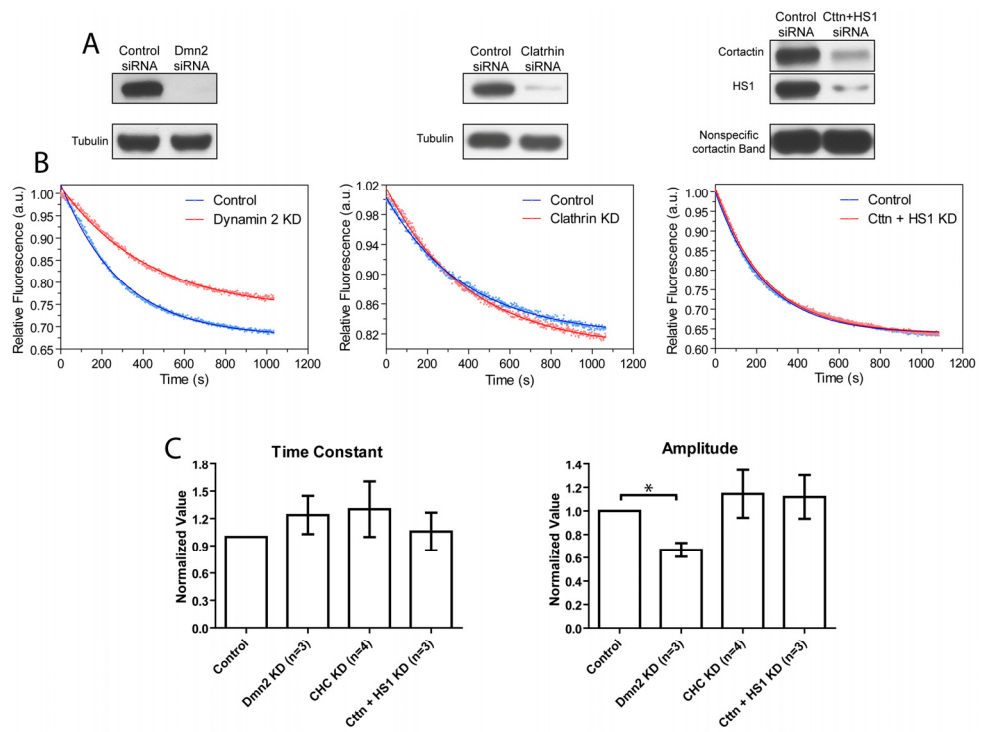 A
Control siRNA
Dmn2 siRNA
Tubulin
Control siRNA
Clathrin siRNA
Tubulin
Control siRNA
Cttn+HS1 siRNA
Cortactin
HS1
Nonspecific cortactin Band
B
Relative Fluorescence (a.u.)
1.00
0.95
0.90
0.85
0.80
0.75
0.70
0.65
Control
Dynamin 2 KD
0 200 400 600 800 1000 1200
Time (s)
Relative Fluorescence (a.u.)
1.02
0.98
0.94
0.90
0.86
0.82
Control
Clathrin KD
0 200 400 600 800 1000 1200
Time (s)
Relative Fluorescence (a.u.)
1.00
0.95
0.90
0.85
0.80
0.75
0.70
0.65
0.60
Control
Cttn + HS1 KD
0 200 400 600 800 1000 1200
Time (s)
C
Time Constant
Normalized Value
1.8
1.5
1.2
0.9
0.6
0.3
0.0
Control
Dmn2 KD (n=3)
CHC KD (n=4)
Cttn + HS1 KD (n=3)
Amplitude
Normalized Value
1.4
1.2
1.0
0.8
0.6
0.4
0.2
0.0
*
Control
Dmn2 KD (n=3)
CHC KD (n=4)
Cttn + HS1 KD (n=3)